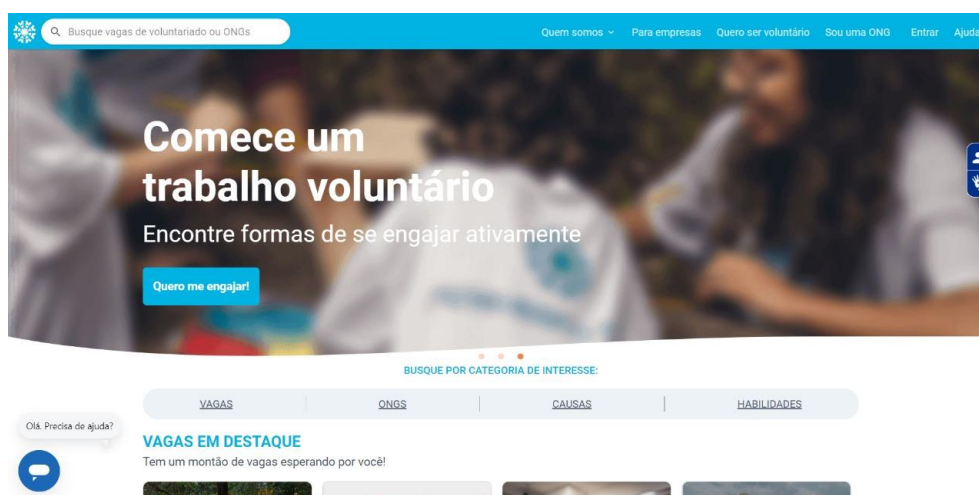 Busque vagas de voluntariado ou ONGs
Quem somos Para empresas Quero ser voluntário Sou uma ONG Entrar Ajuda
Comece um
trabalho voluntário
Encontre formas de se engajar ativamente
Quero me engajar!
BUSQUE POR CATEGORIA DE INTERESSE:
VAGAS ONGS CAUSAS HABILIDADES
Olá. Precisa de ajuda?
VAGAS EM DESTAQUE
Tem um montão de vagas esperando por você!